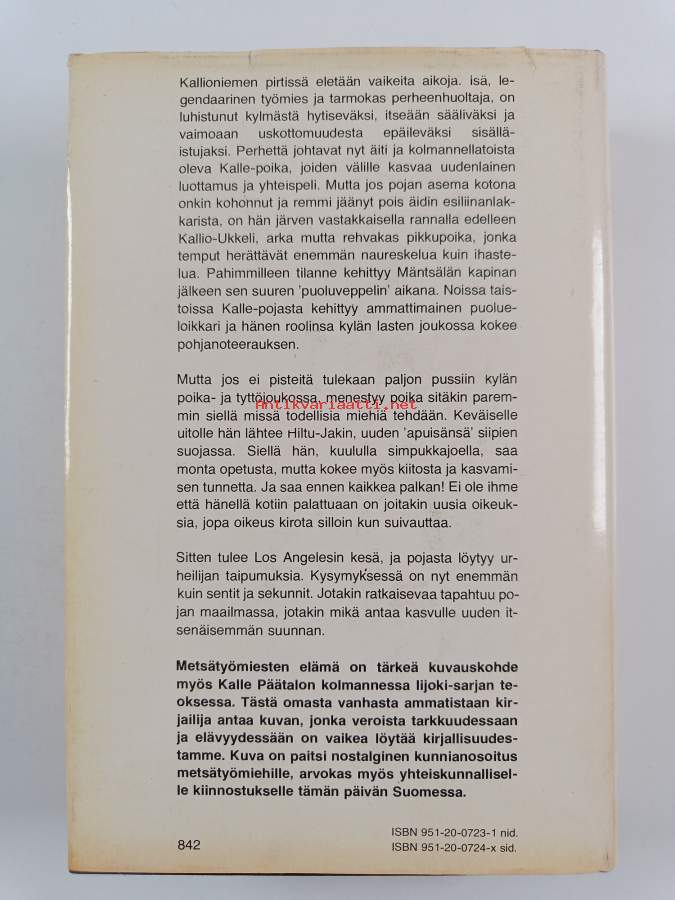 Kallioniemen pirtissä eletään vaikeita aikoja. isä, le-
gendaarinen työmies ja tarmokas perheenhuoltaja, on
luhistunut kylmästä hytiseväksi, itseään sääliväksi ja
vaimoaan uskottomuudesta epäileväksi sisällä-
istujaksi. Perhettä johtavat nyt äiti ja kolmannellatoista
oleva Kalle-poika, joiden välille kasvaa uudenlainen
luottamus ja yhteispeli. Mutta jos pojan asema kotona
onkin kohonnut ja remmi jäänyt pois äidin esiliinanlak-
karista, on hän järven vastakkaisella rannalla edelleen
Kallio-Ukkeli, arka mutta rehvakas pikkupoika, jonka
temput herättävät enemmän naureskelua kuin ihaste-
lua. Pahimmilleen tilanne kehittyy Mäntsälän kapinan
jälkeen sen suuren 'puoluveppelin' aikana. Noissa tais-
toissa Kalle-pojasta kehittyy ammattimainen puolue-
loikkari ja hänen roolinsa kylän lasten joukossa kokee
pohjanoteerauksen.
Mutta jos ei pisteitä tulekaan paljon pussiin kylän
poika- ja tyttöjoukossa, menestyy poika sitäkin parem-
Antikvariaatti.net
min siellä missä todellisia miehiä tehdään. Keväiselle
uitolle hän lähtee Hiltu-Jakin, uuden 'apuisänsä' siipien
suojassa. Siellä hän, kuululla simpukkajoella, saa
monta opetusta, mutta kokee myös kiitosta ja kasvami-
sen tunnetta. Ja saa ennen kaikkea palkan! Ei ole ihme
että hänellä kotiin palattuaan on joitakin uusia oikeuk-
sia, jopa oikeus kirota silloin kun suivauttaa.
Sitten tulee Los Angelesin kesä, ja pojasta löytyy ur-
heilijan taipumuksia. Kysymyksessä on nyt enemmän
kuin sentit ja sekunnit. Jotakin ratkaisevaa tapahtuu po-
jan maailmassa, jotakin mikä antaa kasvulle uuden it-
senäisemmän suunnan.
Metsätyömiesten elämä on tärkeä kuvauskohde
myös Kalle Päätalon kolmannessa Iijoki-sarjan te-
oksessa. Tästä omasta vanhasta ammatistaan kir-
jailija antaa kuvan, jonka veroista tarkkuudessaan
ja elävyydessään on vaikea löytää kirjallisuudes-
tamme. Kuva on paitsi nostalginen kunnianosoitus
metsätyömiehille, arvokas myös yhteiskunnallisel-
le kiinnostukselle tämän päivän Suomessa.
ISBN 951-20-0723-1 nid.
842
ISBN 951-20-0724-x sid.